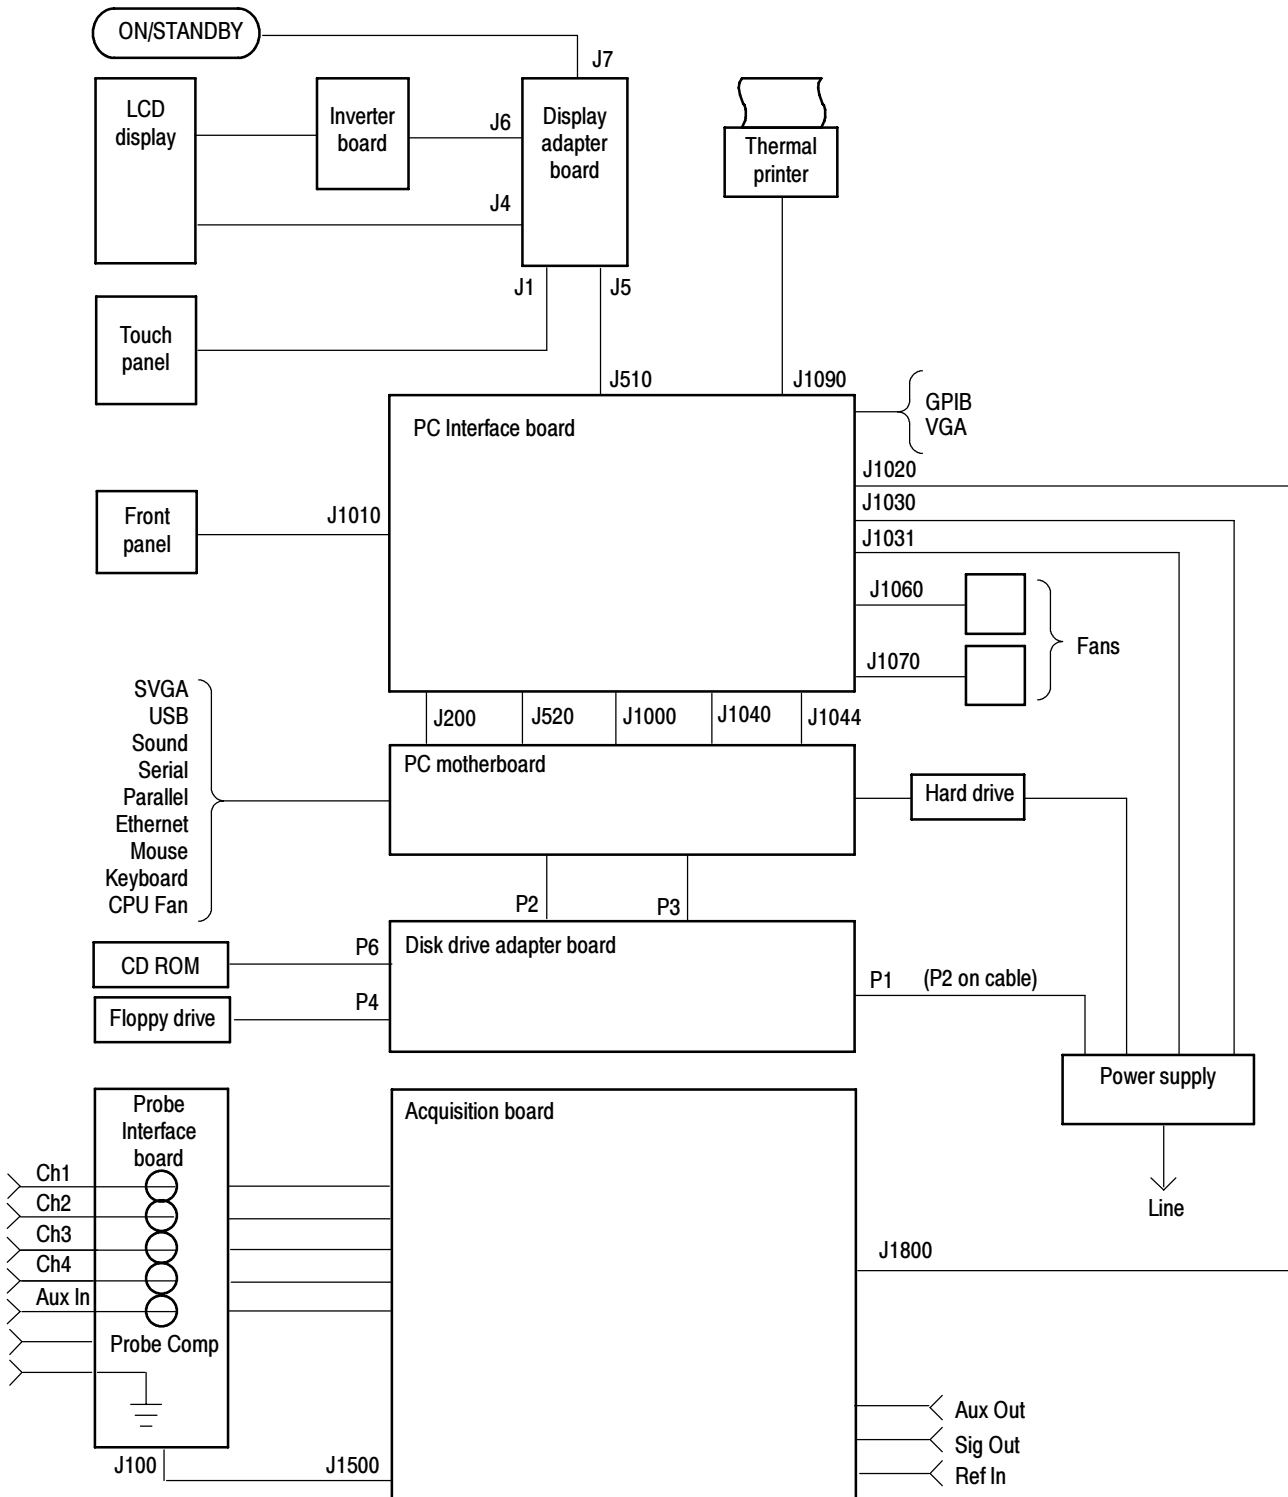 ON/STANDBY
J7
LCD
display
Inverter
board
J6
Display
adapter
board
J4
Thermal
printer
J1
J5
Touch
panel
J510
J1090
GPIB
VGA
PC Interface board
J1020
J1030
J1031
Front
panel
J1010
J1060
J1070
Fans
SVGA
USB
Sound
Serial
Parallel
Ethernet
Mouse
Keyboard
CPU Fan
J200
J520
J1000
J1040
J1044
PC motherboard
Hard drive
P2
P3
CD ROM
P6
Disk drive adapter board
P1
(P2 on cable)
Floppy drive
P4
Power supply
Line
Probe
Interface
board
Acquisition board
Ch1
Ch2
Ch3
Ch4
Aux In
Probe Comp
J1800
Aux Out
Sig Out
Ref In
J100
J1500